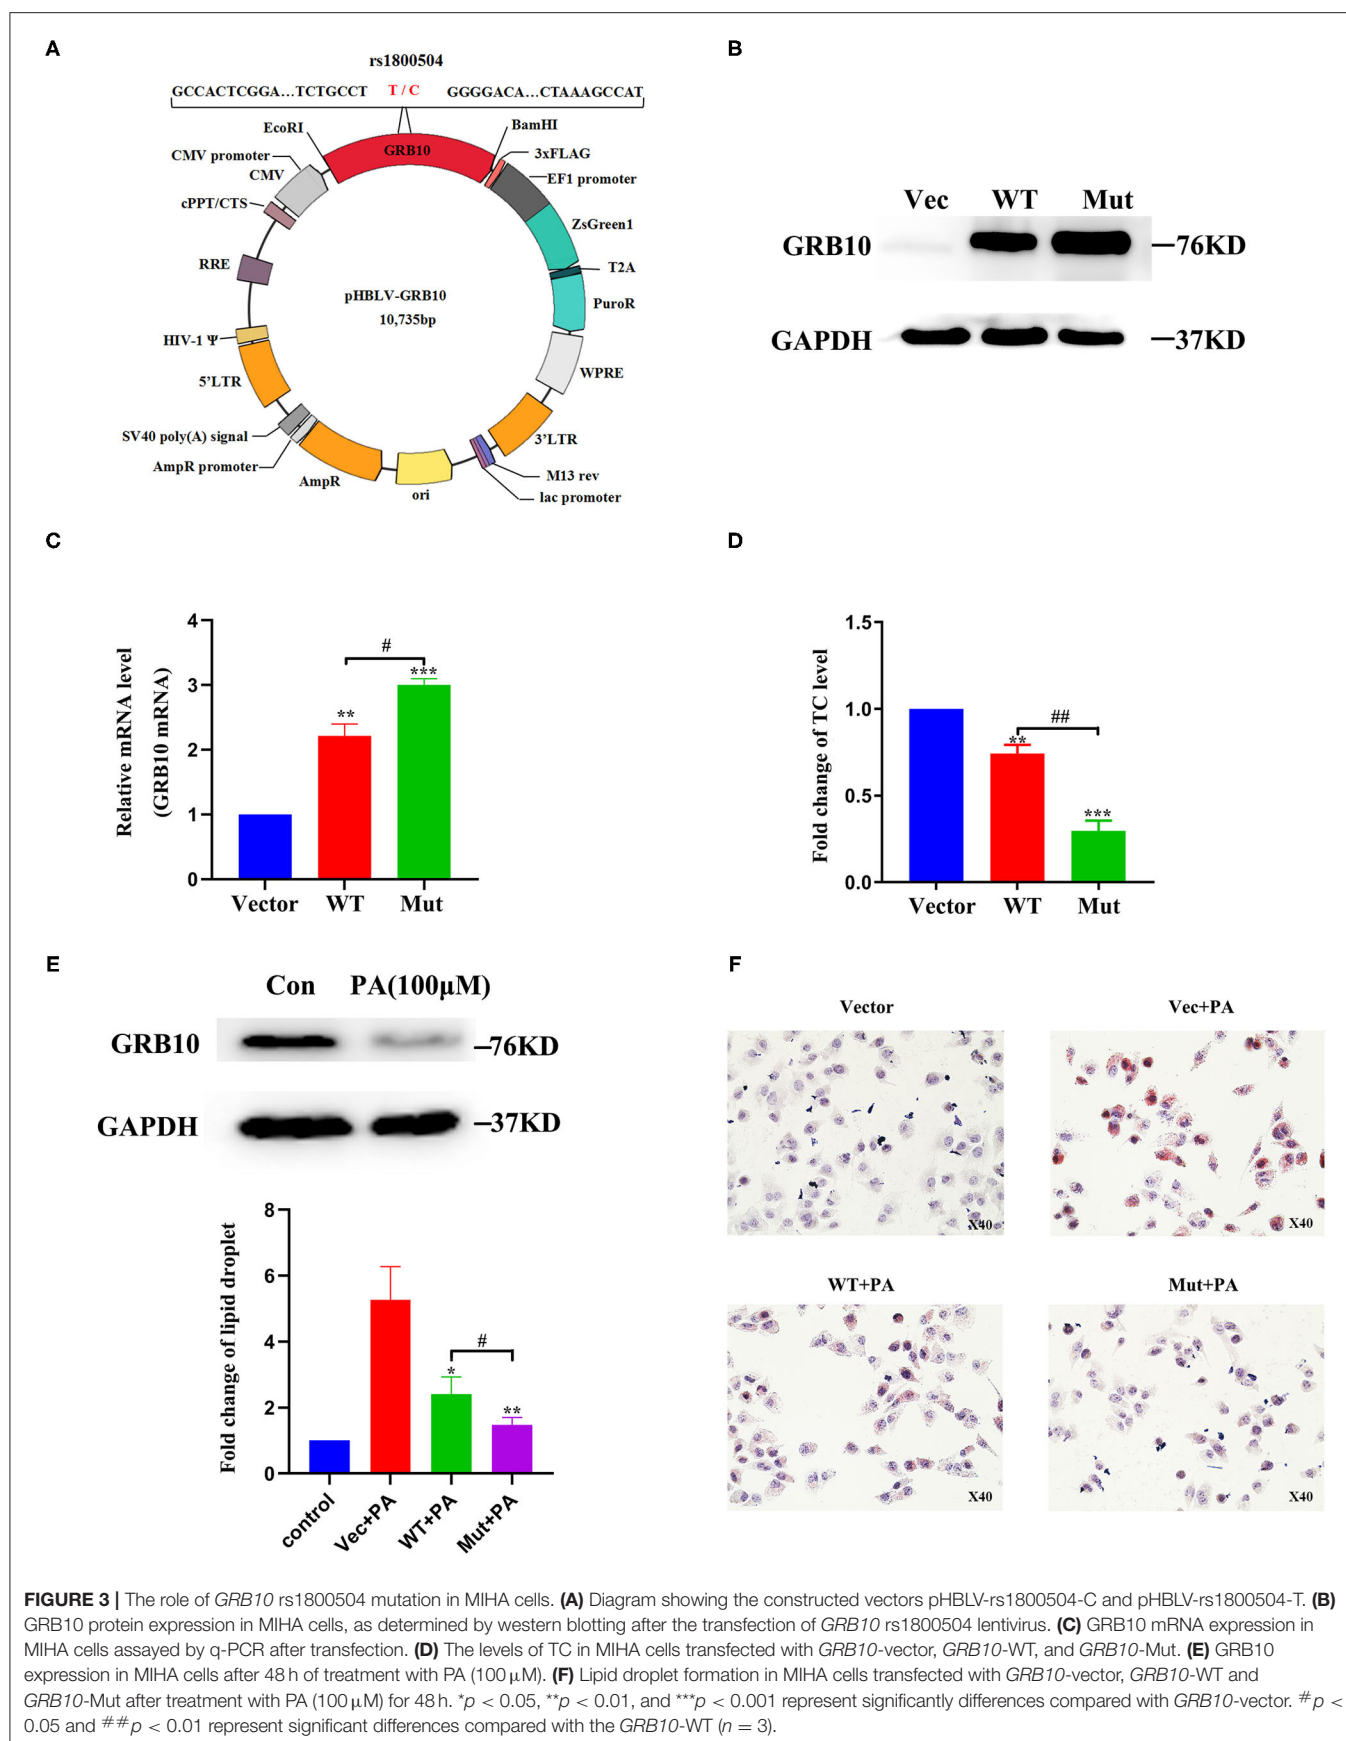 A
rs1800504
GCCACTCGGA...TCTGCCT T / C GGGGACA...CTAAAGCCAT
EcoRI
BamHI
GRB10
CMV promoter
3xFLAG
CMV
EF1 promoter
cPPT/CTS
ZsGreen1
RRE
T2A
pHBLV-GRB10
PuroR
10,735bp
HIV-1 Ψ
WPRE
5'LTR
SV40 poly(A) signal
3'LTR
AmpR promoter
M13 rev
AmpR
ori
lac promoter
B
Vec WT Mut
GRB10 —76KD
GAPDH —37KD
C
Relative mRNA level
(GRB10 mRNA)
4
3
2
1
0
#
**
***
Vector WT Mut
D
Fold change of TC level
1.5
1.0
0.5
0.0
##
**
***
Vector WT Mut
E
Con PA(100μM)
GRB10 –76KD
GAPDH –37KD
Fold change of lipid droplet
8
6
4
2
0
#
*
**
control Vec+PA WT+PA Mut+PA
F
Vector Vec+PA
X40 X40
WT+PA Mut+PA
X40 X40
FIGURE 3 | The role of GRB10 rs1800504 mutation in MIHA cells. (A) Diagram showing the constructed vectors pHBLV-rs1800504-C and pHBLV-rs1800504-T. (B)
GRB10 protein expression in MIHA cells, as determined by western blotting after the transfection of GRB10 rs1800504 lentivirus. (C) GRB10 mRNA expression in
MIHA cells assayed by q-PCR after transfection. (D) The levels of TC in MIHA cells transfected with GRB10-vector, GRB10-WT, and GRB10-Mut. (E) GRB10
expression in MIHA cells after 48 h of treatment with PA (100 μM). (F) Lipid droplet formation in MIHA cells transfected with GRB10-vector, GRB10-WT and
GRB10-Mut after treatment with PA (100 μM) for 48 h. *p < 0.05, **p < 0.01, and ***p < 0.001 represent significantly differences compared with GRB10-vector. #p <
0.05 and ##p < 0.01 represent significant differences compared with the GRB10-WT (n = 3).